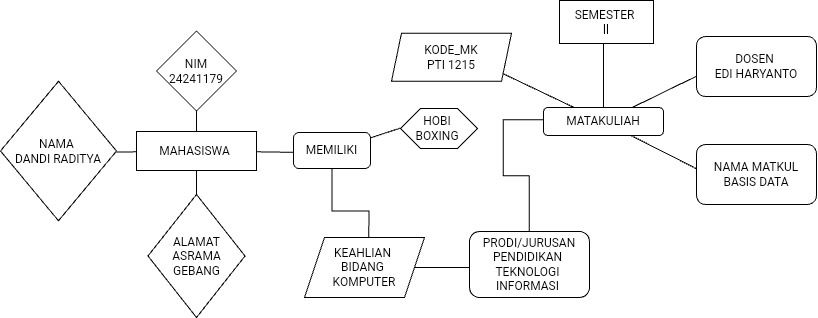 SEMESTER
II
KODE_MK
PTI 1215
DOSEN
EDI HARYANTO
NIM
24241179
HOBI
BOXING
MATAKULIAH
NAMA
DANDI RADITYA
MAHASISWA
MEMILIKI
NAMA MATKUL
BASIS DATA
ALAMAT
ASRAMA
GEBANG
KEAHLIAN
BIDANG
KOMPUTER
PRODI/JURUSAN
PENDIDIKAN
TEKNOLOGI
INFORMASI